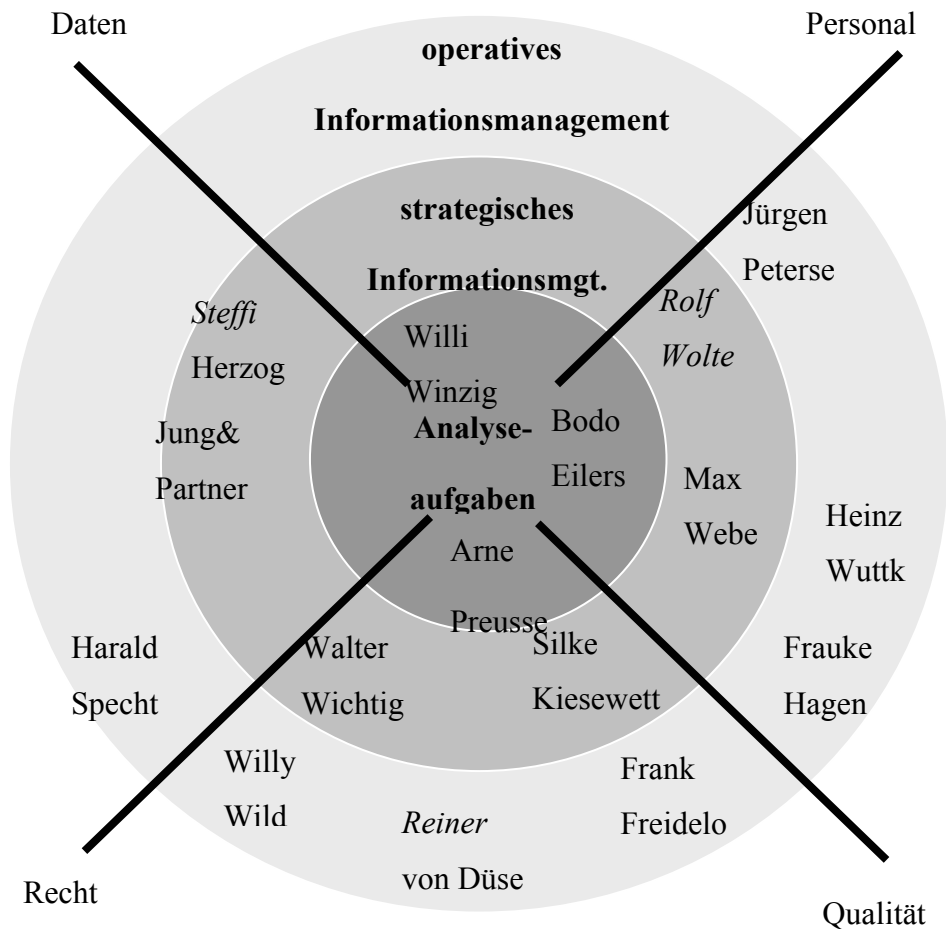 Daten
Personal
operatives
Informationsmanagement
strategisches
Informationsmgt.
Jürgen
Peterse
Steffi
Herzog
Rolf
Wolte
Willi
Winzig
Jung&
Partner
Analyse-
aufgaben
Bodo
Eilers
Max
Webe
Heinz
Wuttk
Arne
Preusse
Harald
Specht
Walter
Wichtig
Silke
Kiesewett
Frauke
Hagen
Willy
Wild
Reiner
von Düse
Frank
Freidelo
Recht
Qualität